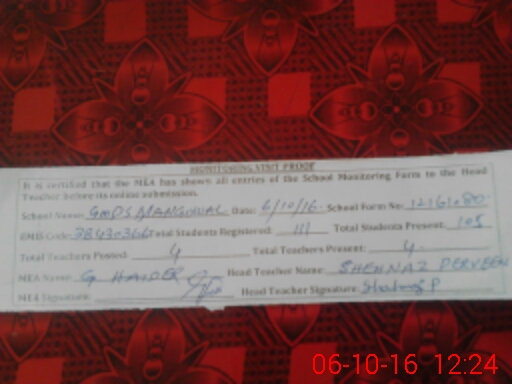 MONITORING VISIT PROOF
It is certified that the MEA has shown all entries of the School Monitoring Form to the Head
Teacher before its online submission.
School Name: GMPS MANGWAL Date: 6/10/16 School Form No: 12161080
EMIS Code: 38430366 Total Students Registered: 111 Total Students Present: 105
Total Teachers Posted: 4 Total Teachers Present: 4
MEA Name: G HAIDER Head Teacher Name: SHEHNAZ PERVEEN
MEA Signature: Head Teacher Signature: Shehnaz P
06-10-16 12:24